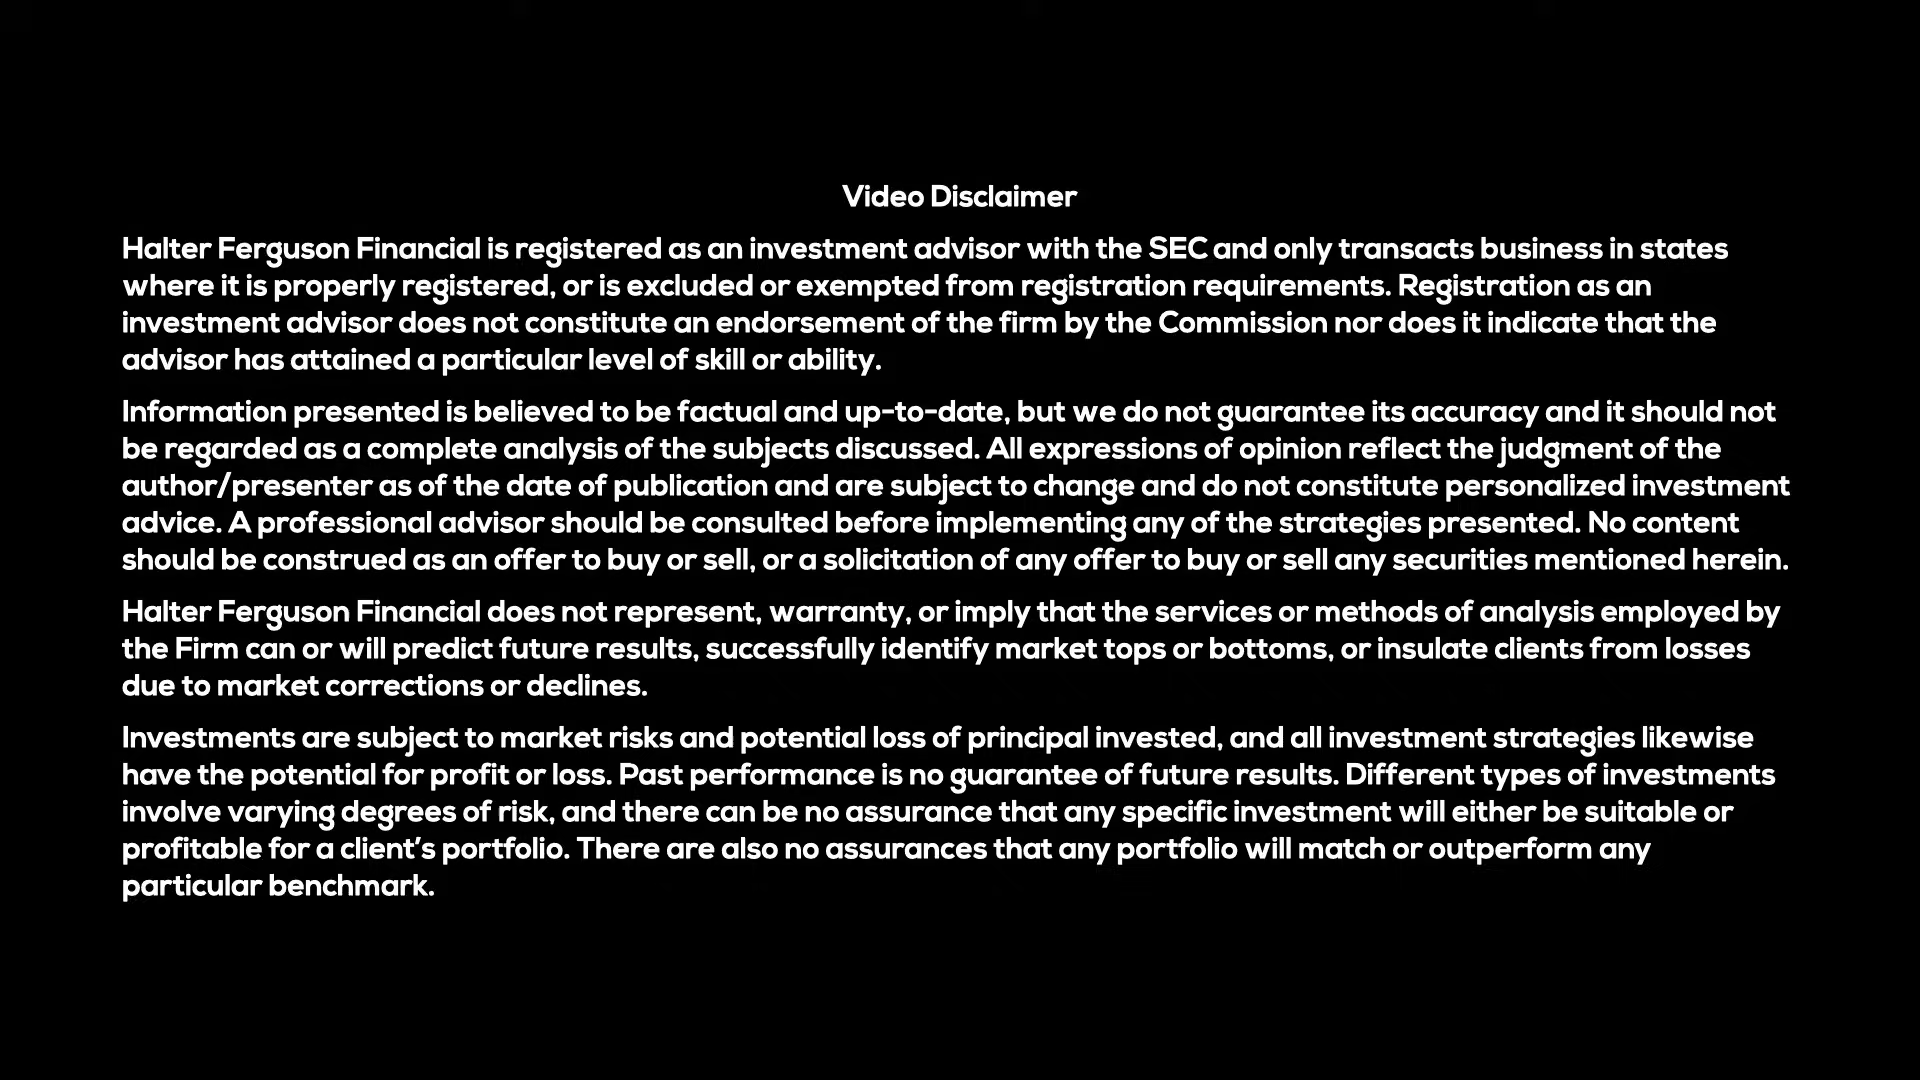 Video Disclaimer
Halter Ferguson Financial is registered as an investment advisor with the SEC and only transacts business in states
where it is properly registered, or is excluded or exempted from registration requirements. Registration as an
investment advisor does not constitute an endorsement of the firm by the Commission nor does it indicate that the
advisor has attained a particular level of skill or ability.
Information presented is believed to be factual and up-to-date, but we do not guarantee its accuracy and it should not
be regarded as a complete analysis of the subjects discussed. All expressions of opinion reflect the judgment of the
author/presenter as of the date of publication and are subject to change and do not constitute personalized investment
advice. A professional advisor should be consulted before implementing any of the strategies presented. No content
should be construed as an offer to buy or sell, or a solicitation of any offer to buy or sell any securities mentioned herein.
Halter Ferguson Financial does not represent, warranty, or imply that the services or methods of analysis employed by
the Firm can or will predict future results, successfully identify market tops or bottoms, or insulate clients from losses
due to market corrections or declines.
Investments are subject to market risks and potential loss of principal invested, and all investment strategies likewise
have the potential for profit or loss. Past performance is no guarantee of future results. Different types of investments
involve varying degrees of risk, and there can be no assurance that any specific investment will either be suitable or
profitable for a client’s portfolio. There are also no assurances that any portfolio will match or outperform any
particular benchmark.